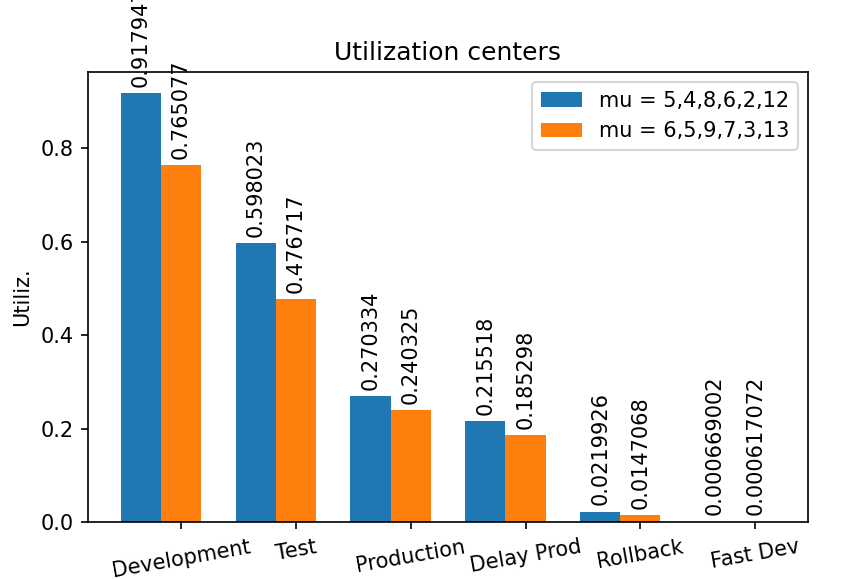 Utilization centers
mu = 5,4,8,6,2,12
mu = 6,5,9,7,3,13
Utiliz.
0.8
0.6
0.4
0.2
0.0
0.765077
0.598023
0.476717
0.270334
0.240325
0.215518
0.185298
0.0219926
0.0147068
0.000669002
0.000617072
Development
Test
Production
Delay Prod
Rollback
Fast Dev